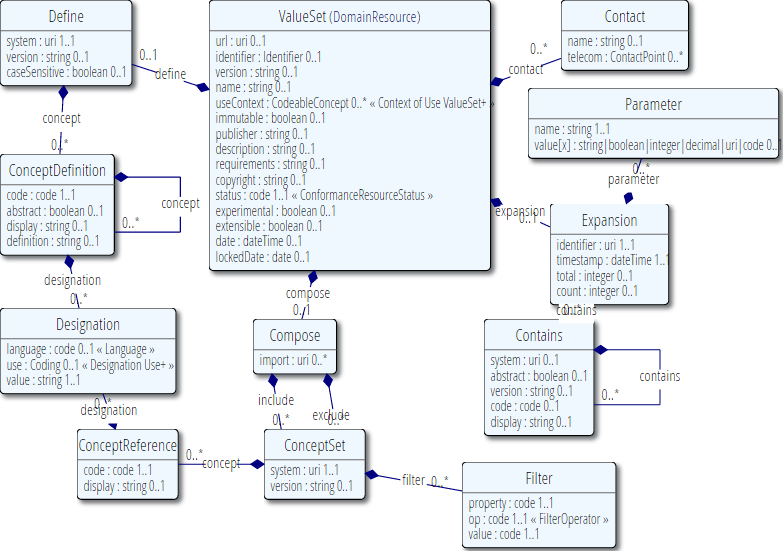 Define
system : uri 1..1
version : string 0..1
caseSensitive : boolean 0..1
0..1
define
ValueSet (DomainResource)
url : uri 0..1
identifier : Identifier 0..1
version : string 0..1
name : string 0..1
useContext : CodeableConcept 0..* « Context of Use ValueSet+ »
immutable : boolean 0..1
publisher : string 0..1
description : string 0..1
requirements : string 0..1
copyright : string 0..1
status : code 1..1 « ConformanceResourceStatus »
experimental : boolean 0..1
extensible : boolean 0..1
date : dateTime 0..1
lockedDate : date 0..1
0..*
contact
Contact
name : string 0..1
telecom : ContactPoint 0..*
Parameter
name : string 1..1
value[x] : string|boolean|integer|decimal|uri|code 0..1
0..*
parameter
expansion
0..1
Expansion
identifier : uri 1..1
timestamp : dateTime 1..1
total : integer 0..1
count : integer 0..1
concept
0..*
ConceptDefinition
code : code 1..1
abstract : boolean 0..1
display : string 0..1
definition : string 0..1
concept
0..*
designation
0..*
Designation
language : code 0..1 « Language »
use : Coding 0..1 « Designation Use+ »
value : string 1..1
0..*
designation
compose
0..1
Compose
import : uri 0..*
include
0..*
exclude
0..*
contains
0..*
Contains
system : uri 0..1
abstract : boolean 0..1
version : string 0..1
code : code 0..1
display : string 0..1
contains
0..*
ConceptReference
code : code 1..1
display : string 0..1
0..*
concept
ConceptSet
system : uri 1..1
version : string 0..1
filter
0..*
Filter
property : code 1..1
op : code 1..1 « FilterOperator »
value : code 1..1